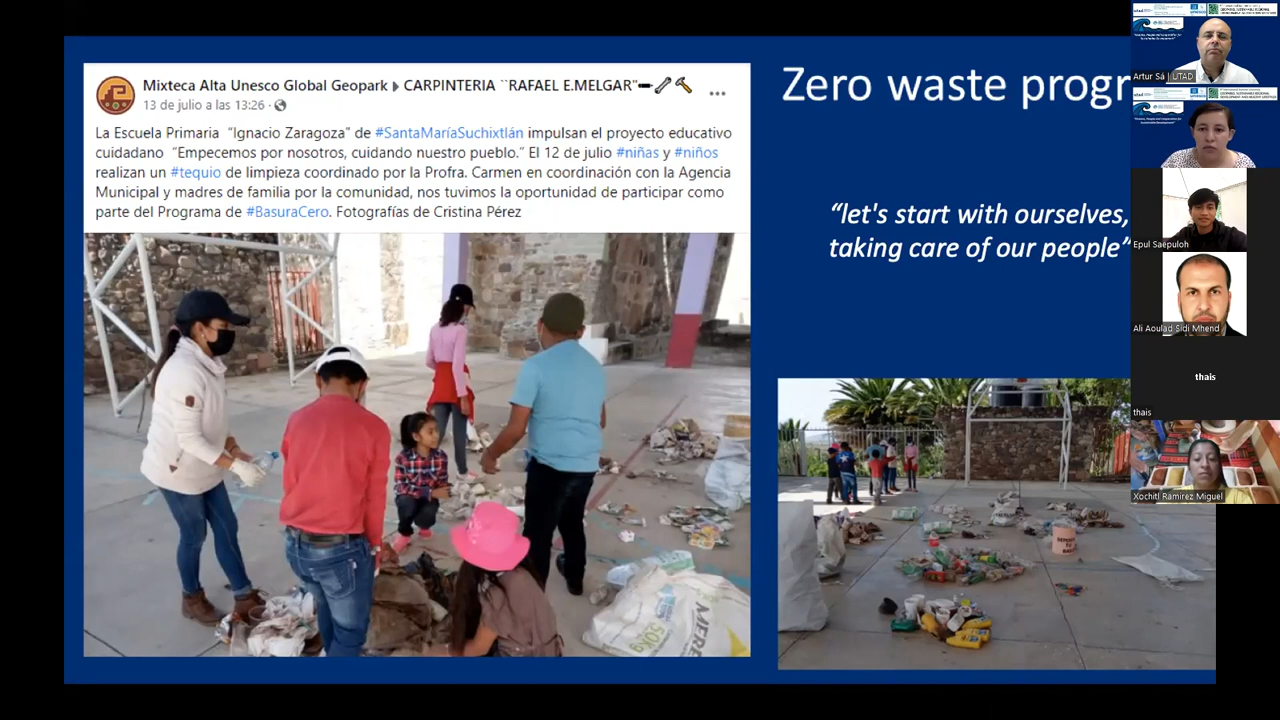 Mixteca Alta Unesco Global Geopark ▸ CARPINTERIA ``RAFAEL E.MELGAR"
13 de julio a las 13:26 ·
La Escuela Primaria “Ignacio Zaragoza” de #SantaMaríaSuchixtlán impulsan el proyecto educativo
cuidadano “Empecemos por nosotros, cuidando nuestro pueblo.” El 12 de julio #niñas y #niños
realizan un #tequio de limpieza coordinado por la Profra. Carmen en coordinación con la Agencia
Municipal y madres de familia por la comunidad, nos tuvimos la oportunidad de participar como
parte del Programa de #BasuraCero. Fotografías de Cristina Pérez
Zero waste progr
“let's start with ourselves,
taking care of our people”
50KG
Artur Sá | UTAD
Epul Saepuloh
Ali Aoulad Sidi Mhend
thais
thais
Xochitl Ramirez Miguel